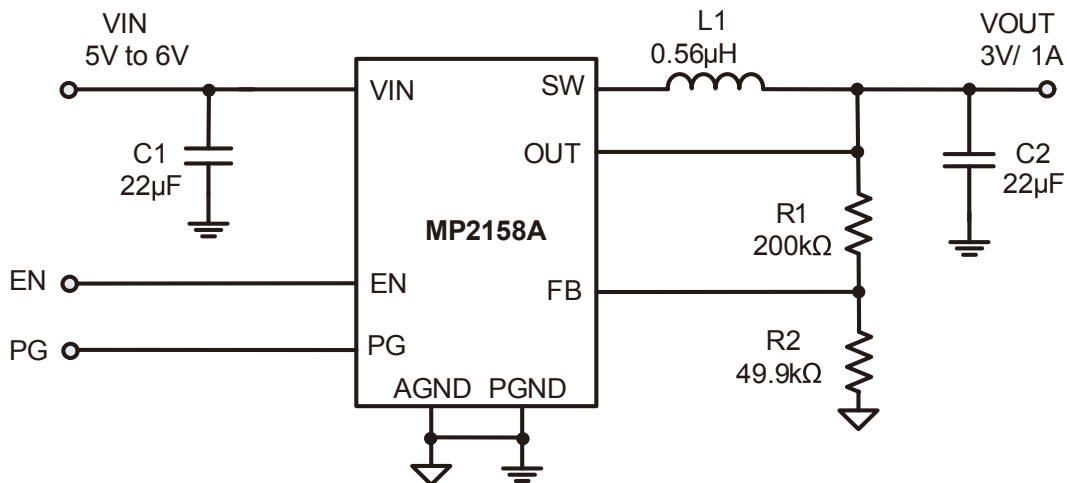 VIN
5V to 6V
L1
0.56µH
VOUT
3V/ 1A
VIN
SW
C1
22µF
OUT
C2
22µF
R1
200kΩ
MP2158A
EN
EN
FB
PG
PG
R2
49.9kΩ
AGND PGND